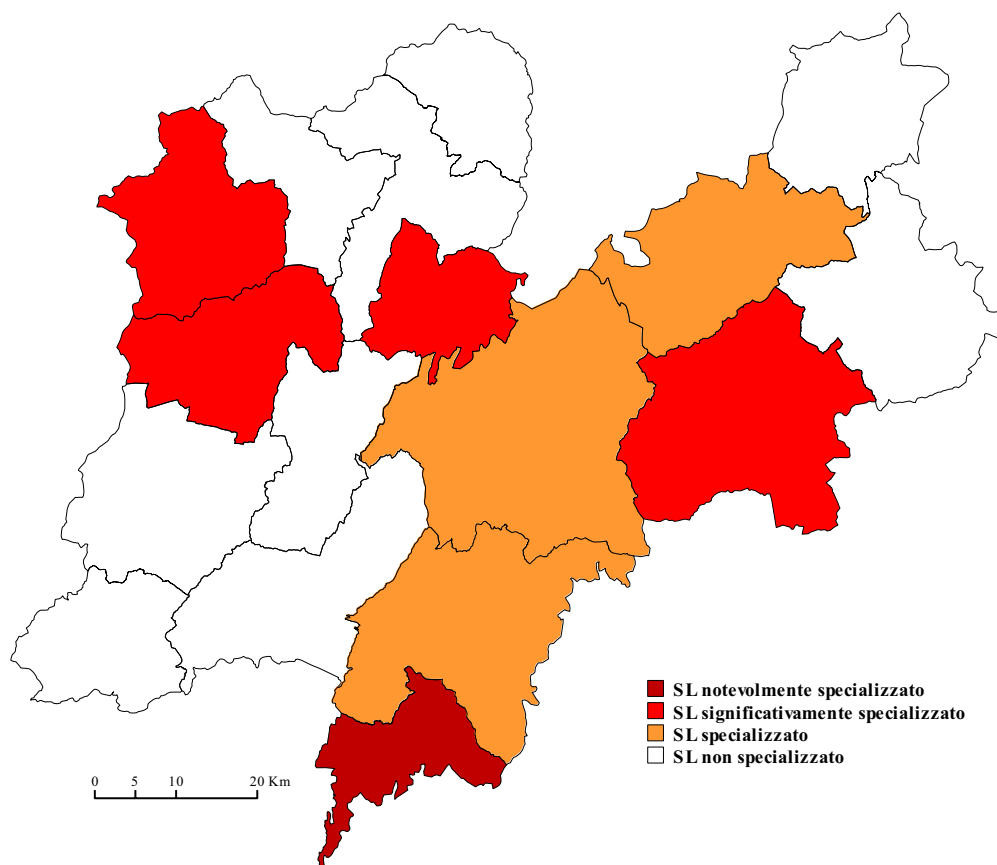 SL notevolmente specializzato
SL significativamente specializzato
SL specializzato
SL non specializzato
0 5 10 20 Km